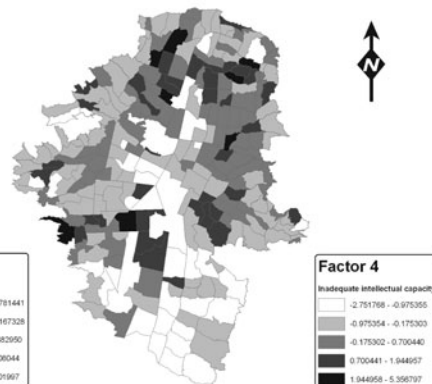 N
Factor 4
Inadequate intellectual capacity
-2.751768 - -0.975355
-0.975354 - -0.175303
-0.175302 - 0.700440
0.700441 - 1.944957
1.944958 - 5.356797